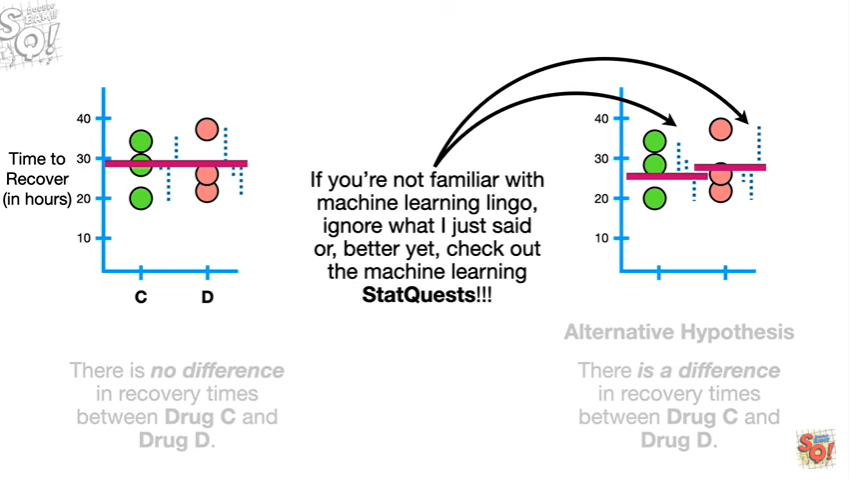 SQ!
40
30
20
10
Time to
Recover
(in hours)
C
D
If you're not familiar with
machine learning lingo,
ignore what I just said
or, better yet, check out
the machine learning
StatQuests!!!
40
30
20
10
There is no difference
in recovery times
between Drug C and
Drug D.
Alternative Hypothesis
There is a difference
in recovery times
between Drug C and
Drug D.
SQ!